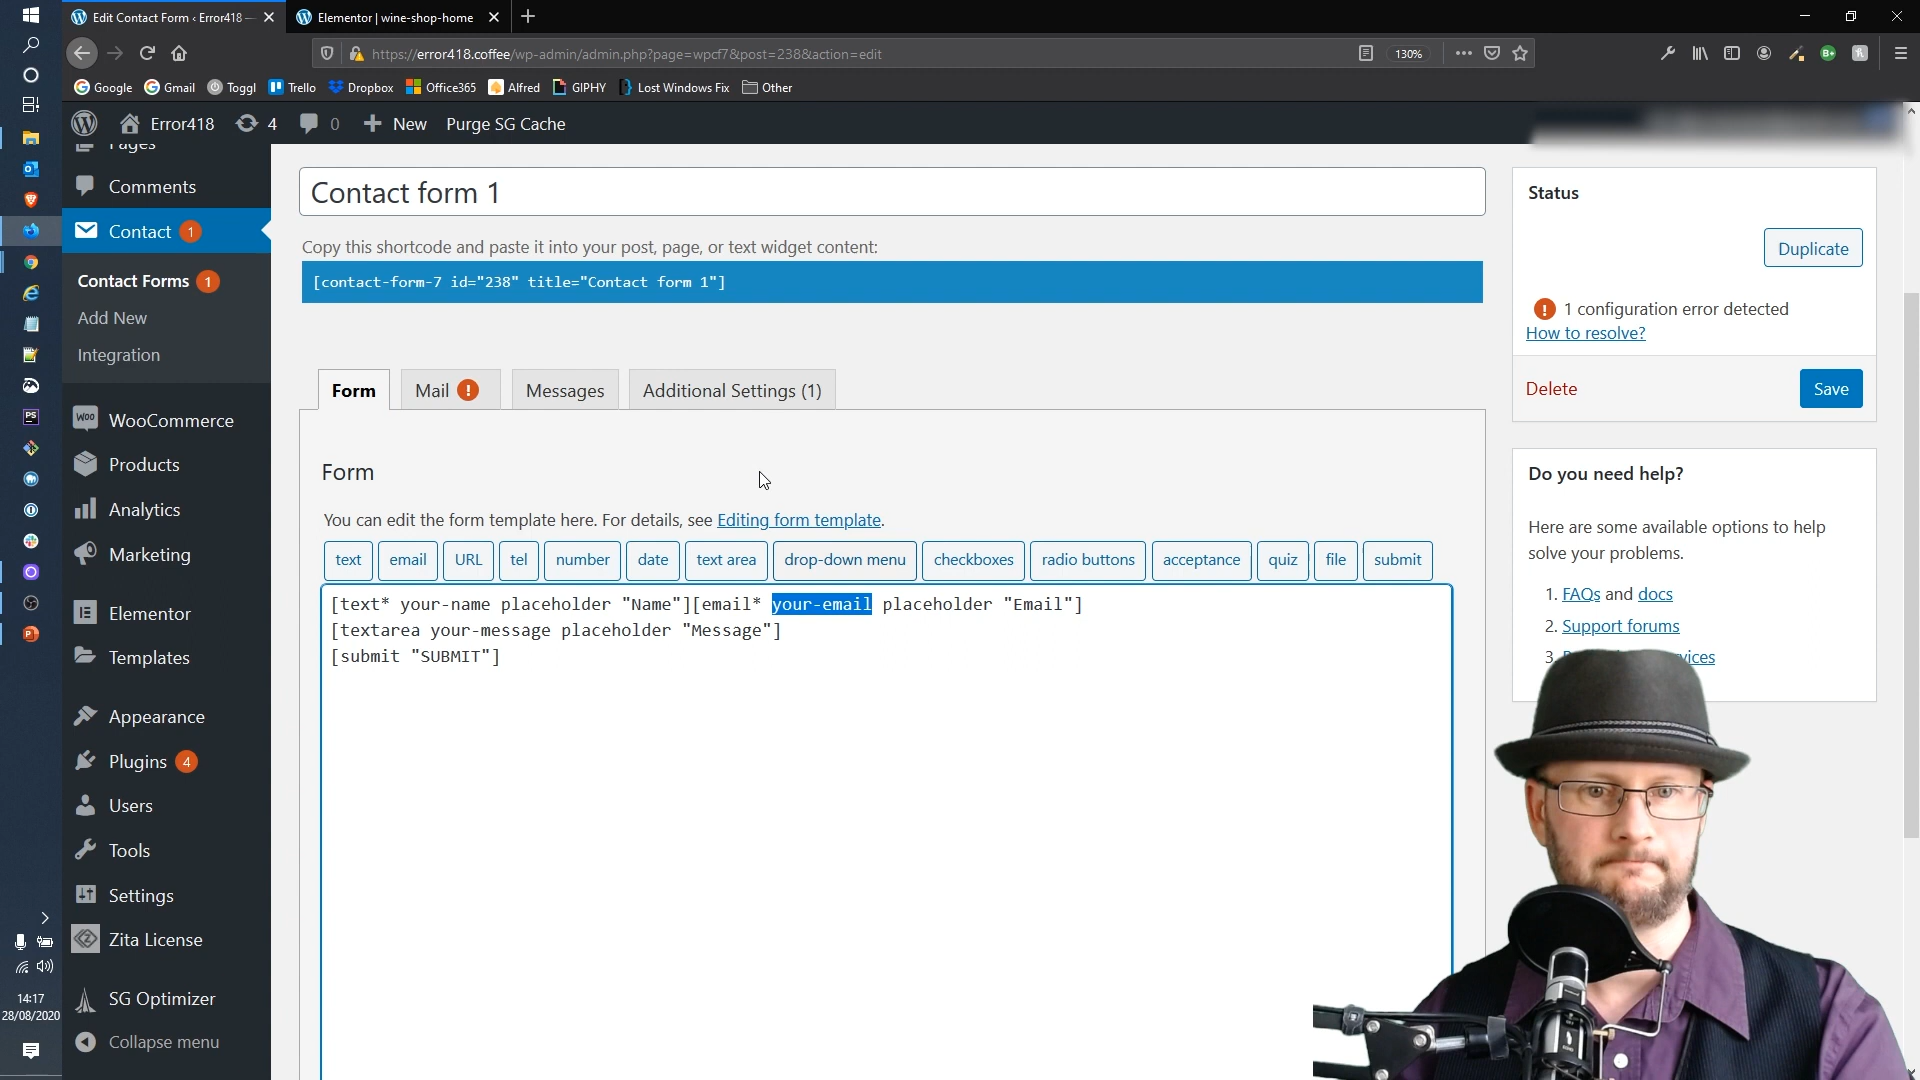 Edit Contact Form ‹ Error418 —
Elementor | wine-shop-home
https://error418.coffee/wp-admin/admin.php?page=wpcf7&post=238&action=edit
130%
Google
Gmail
Toggl
Trello
Dropbox
Office365
Alfred
GIPHY
Lost Windows Fix
Other
Error418
4
0
New
Purge SG Cache
Pages
Comments
Contact 1
Contact Forms 1
Add New
Integration
WooCommerce
Products
Analytics
Marketing
Elementor
Templates
Appearance
Plugins 4
Users
Tools
Settings
Zita License
SG Optimizer
Collapse menu
14:17
28/08/2020
Contact form 1
Copy this shortcode and paste it into your post, page, or text widget content:
[contact-form-7 id="238" title="Contact form 1"]
Form
Mail !
Messages
Additional Settings (1)
Form
You can edit the form template here. For details, see Editing form template.
text
email
URL
tel
number
date
text area
drop-down menu
checkboxes
radio buttons
acceptance
quiz
file
submit
[text* your-name placeholder "Name"][email* your-email placeholder "Email"]
[textarea your-message placeholder "Message"]
[submit "SUBMIT"]
Status
Duplicate
! 1 configuration error detected
How to resolve?
Delete
Save
Do you need help?
Here are some available options to help
solve your problems.
1. FAQs and docs
2. Support forums
3.